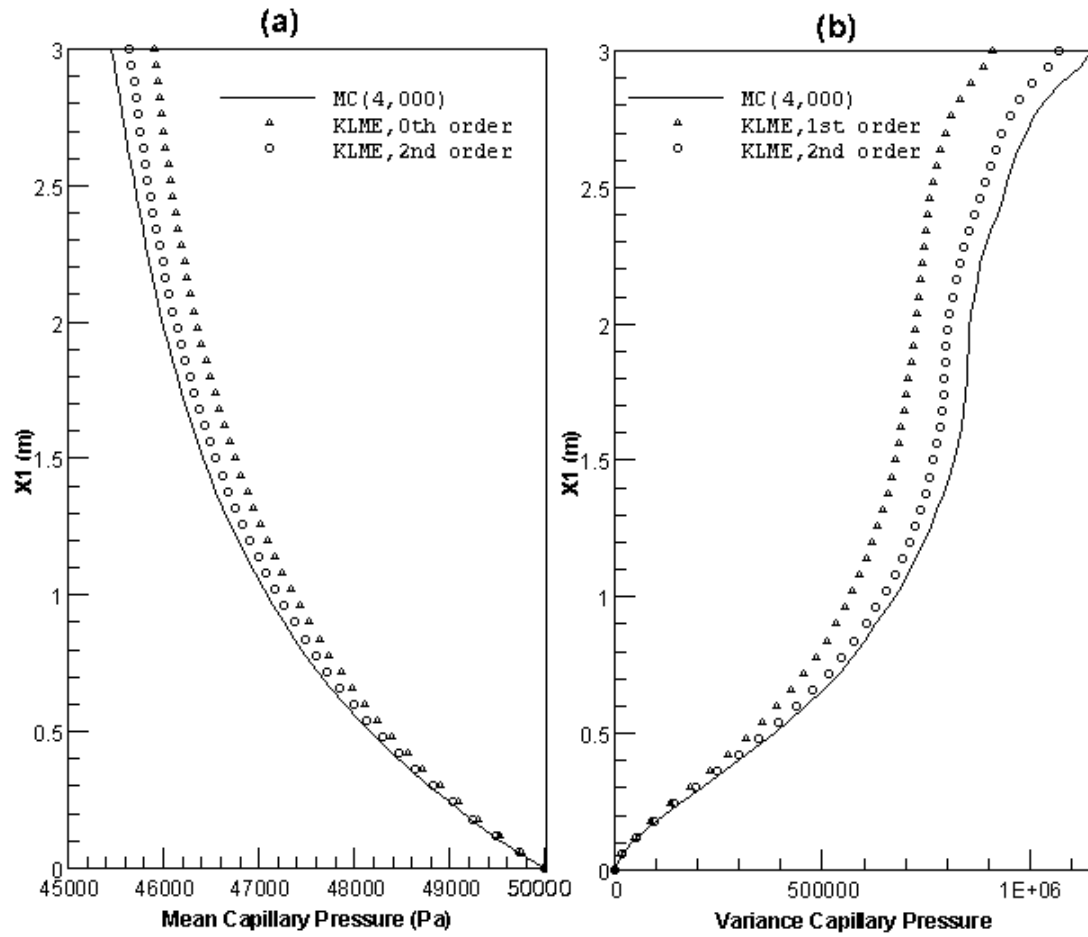 (a)
MC(4,000)
KLME,0th order
KLME,2nd order
3
2.5
2
1.5
1
0.5
0
X1 (m)
45000 46000 47000 48000 49000 50000
Mean Capillary Pressure (Pa)
(b)
MC(4,000)
KLME,1st order
KLME,2nd order
3
2.5
2
1.5
1
0.5
0
X1 (m)
0 500000 1E+06
Variance Capillary Pressure